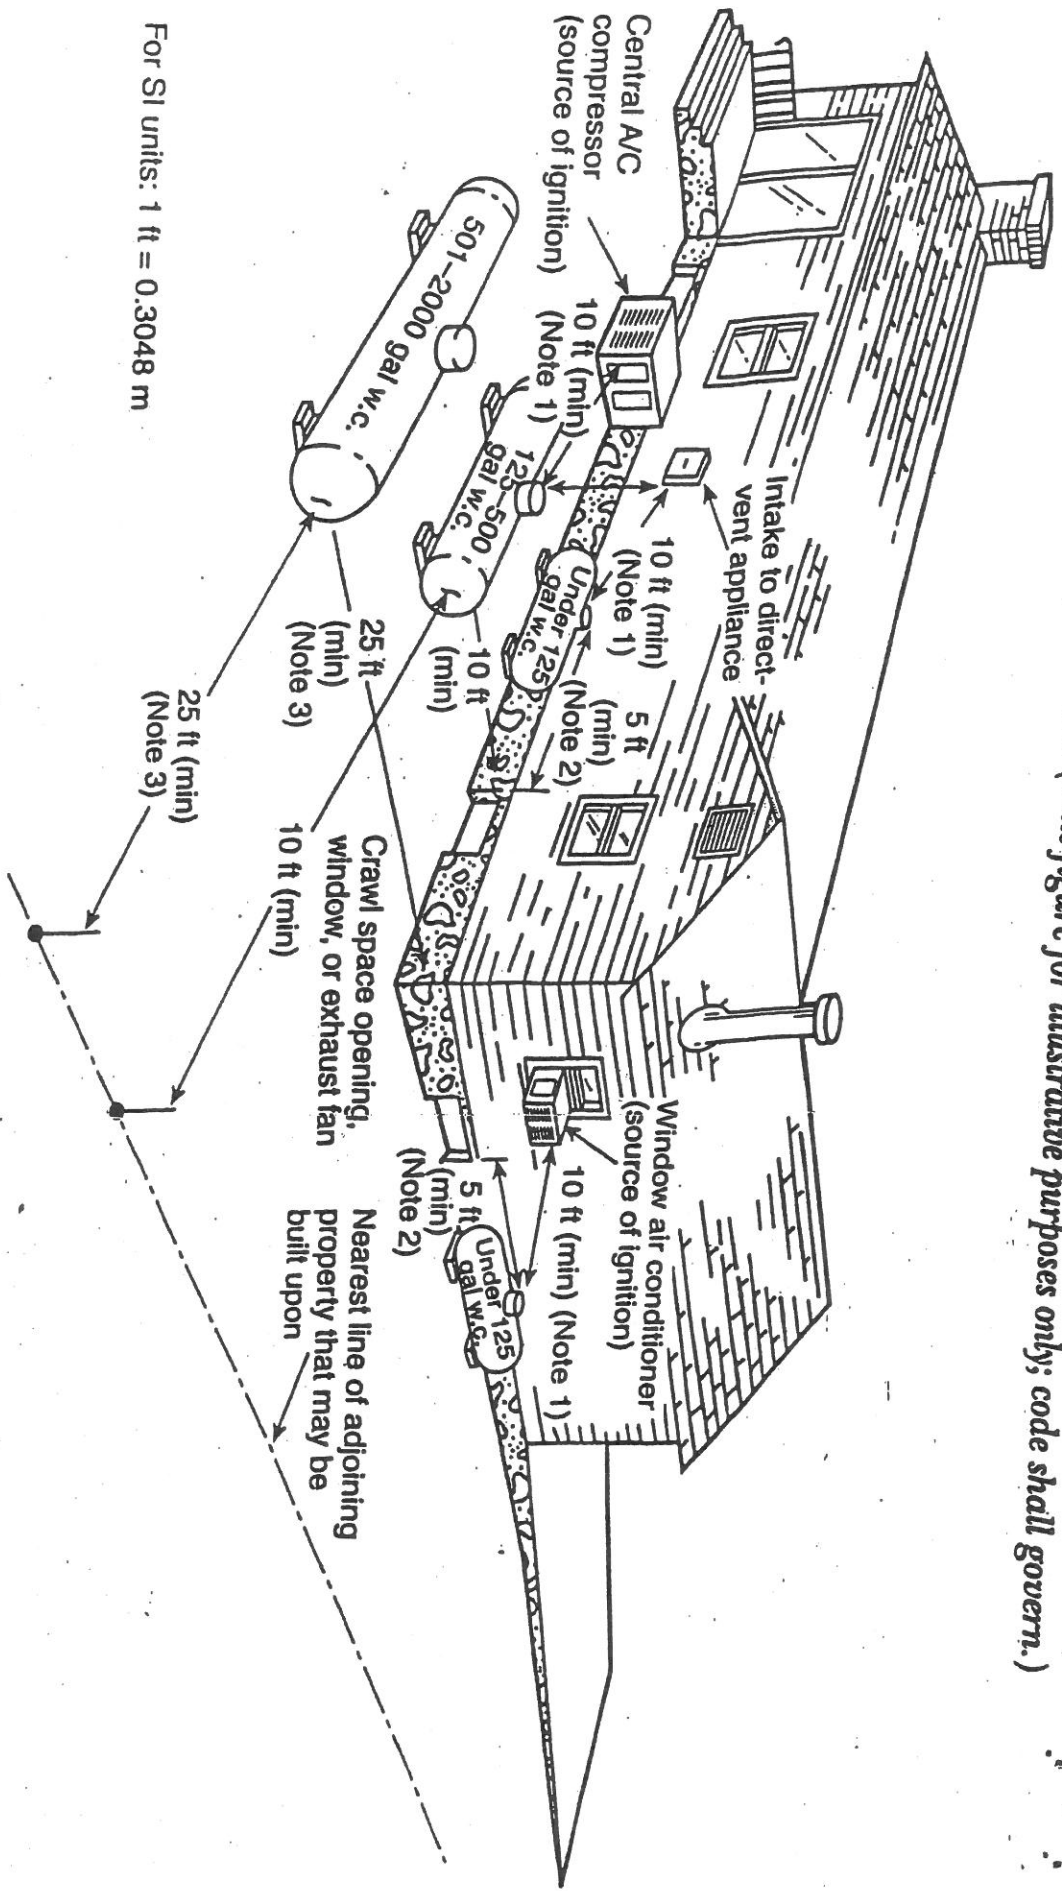 figure for illustrative purposes only; code shall govern.)
Central A/C
compressor
(source of ignition)
10 ft (min)
(Note 1)
Intake to direct-
vent appliance
10 ft (min)
(Note 1)
5 ft
(min)
(Note 2)
Window air conditioner
(source of ignition)
10 ft (min) (Note 1)
Under 125
gal w.c.
125–500
gal w.c.
501–2000 gal w.c.
10 ft
(min)
25 ft
(min)
(Note 3)
Crawl space opening,
window, or exhaust fan
5 ft
(min)
(Note 2)
Under 125
gal w.c.
10 ft (min)
25 ft (min)
(Note 3)
Nearest line of adjoining
property that may be
built upon
For SI units: 1 ft = 0.3048 m